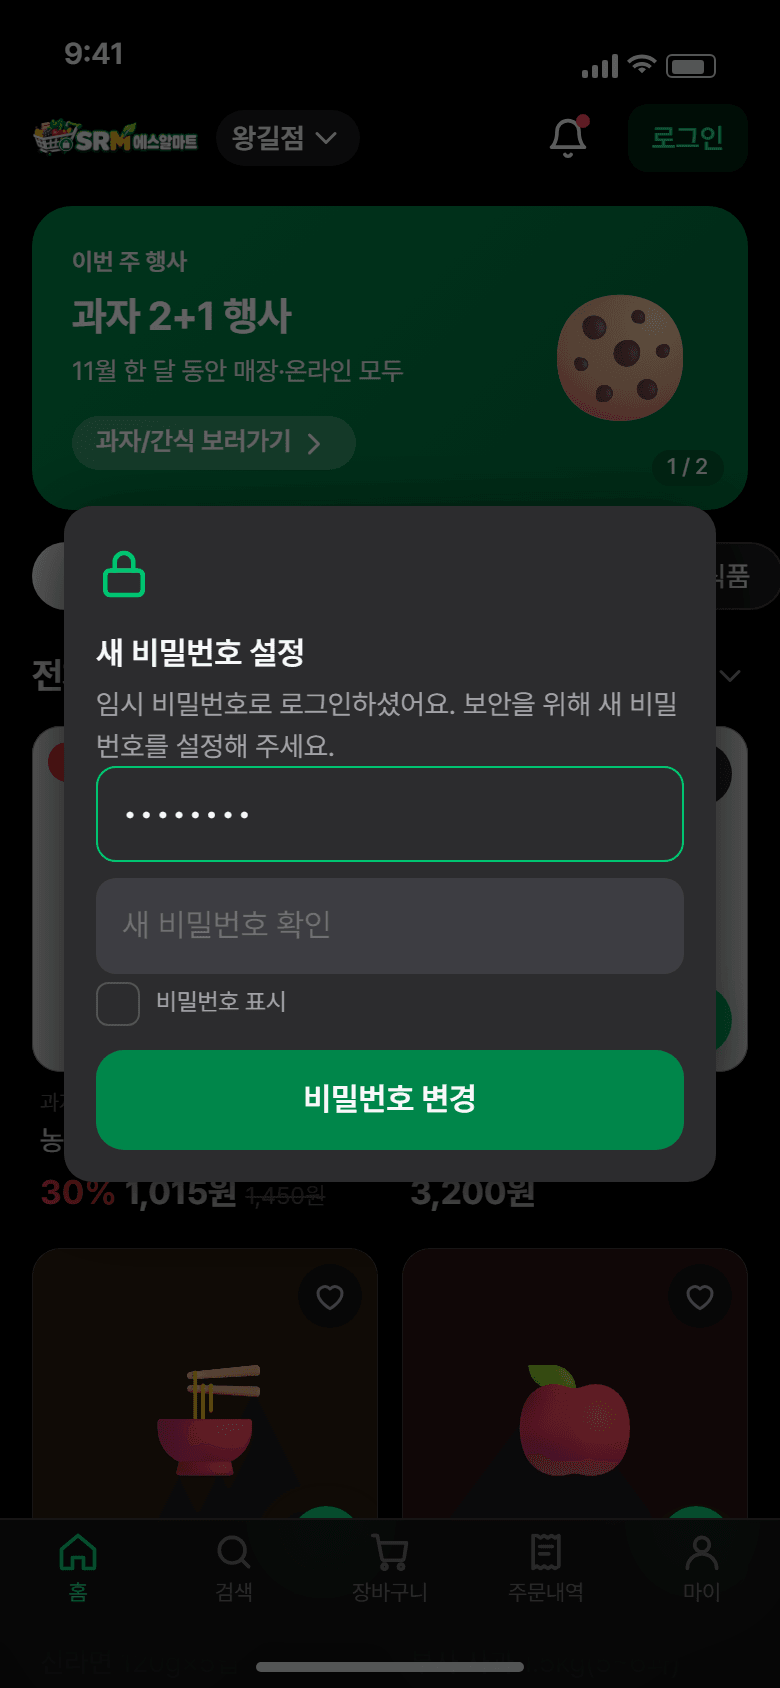 9:41
SRM 에스알마트
왕길점
로그인
이번 주 행사
과자 2+1 행사
11월 한 달 동안 매장·온라인 모두
과자/간식 보러가기
1 / 2
식품
전
새 비밀번호 설정
임시 비밀번호로 로그인하셨어요. 보안을 위해 새 비밀
번호를 설정해 주세요.
새 비밀번호 확인
비밀번호 표시
비밀번호 변경
과자
농
30% 1,015원 1,450원
3,200원
홈
검색
장바구니
주문내역
마이